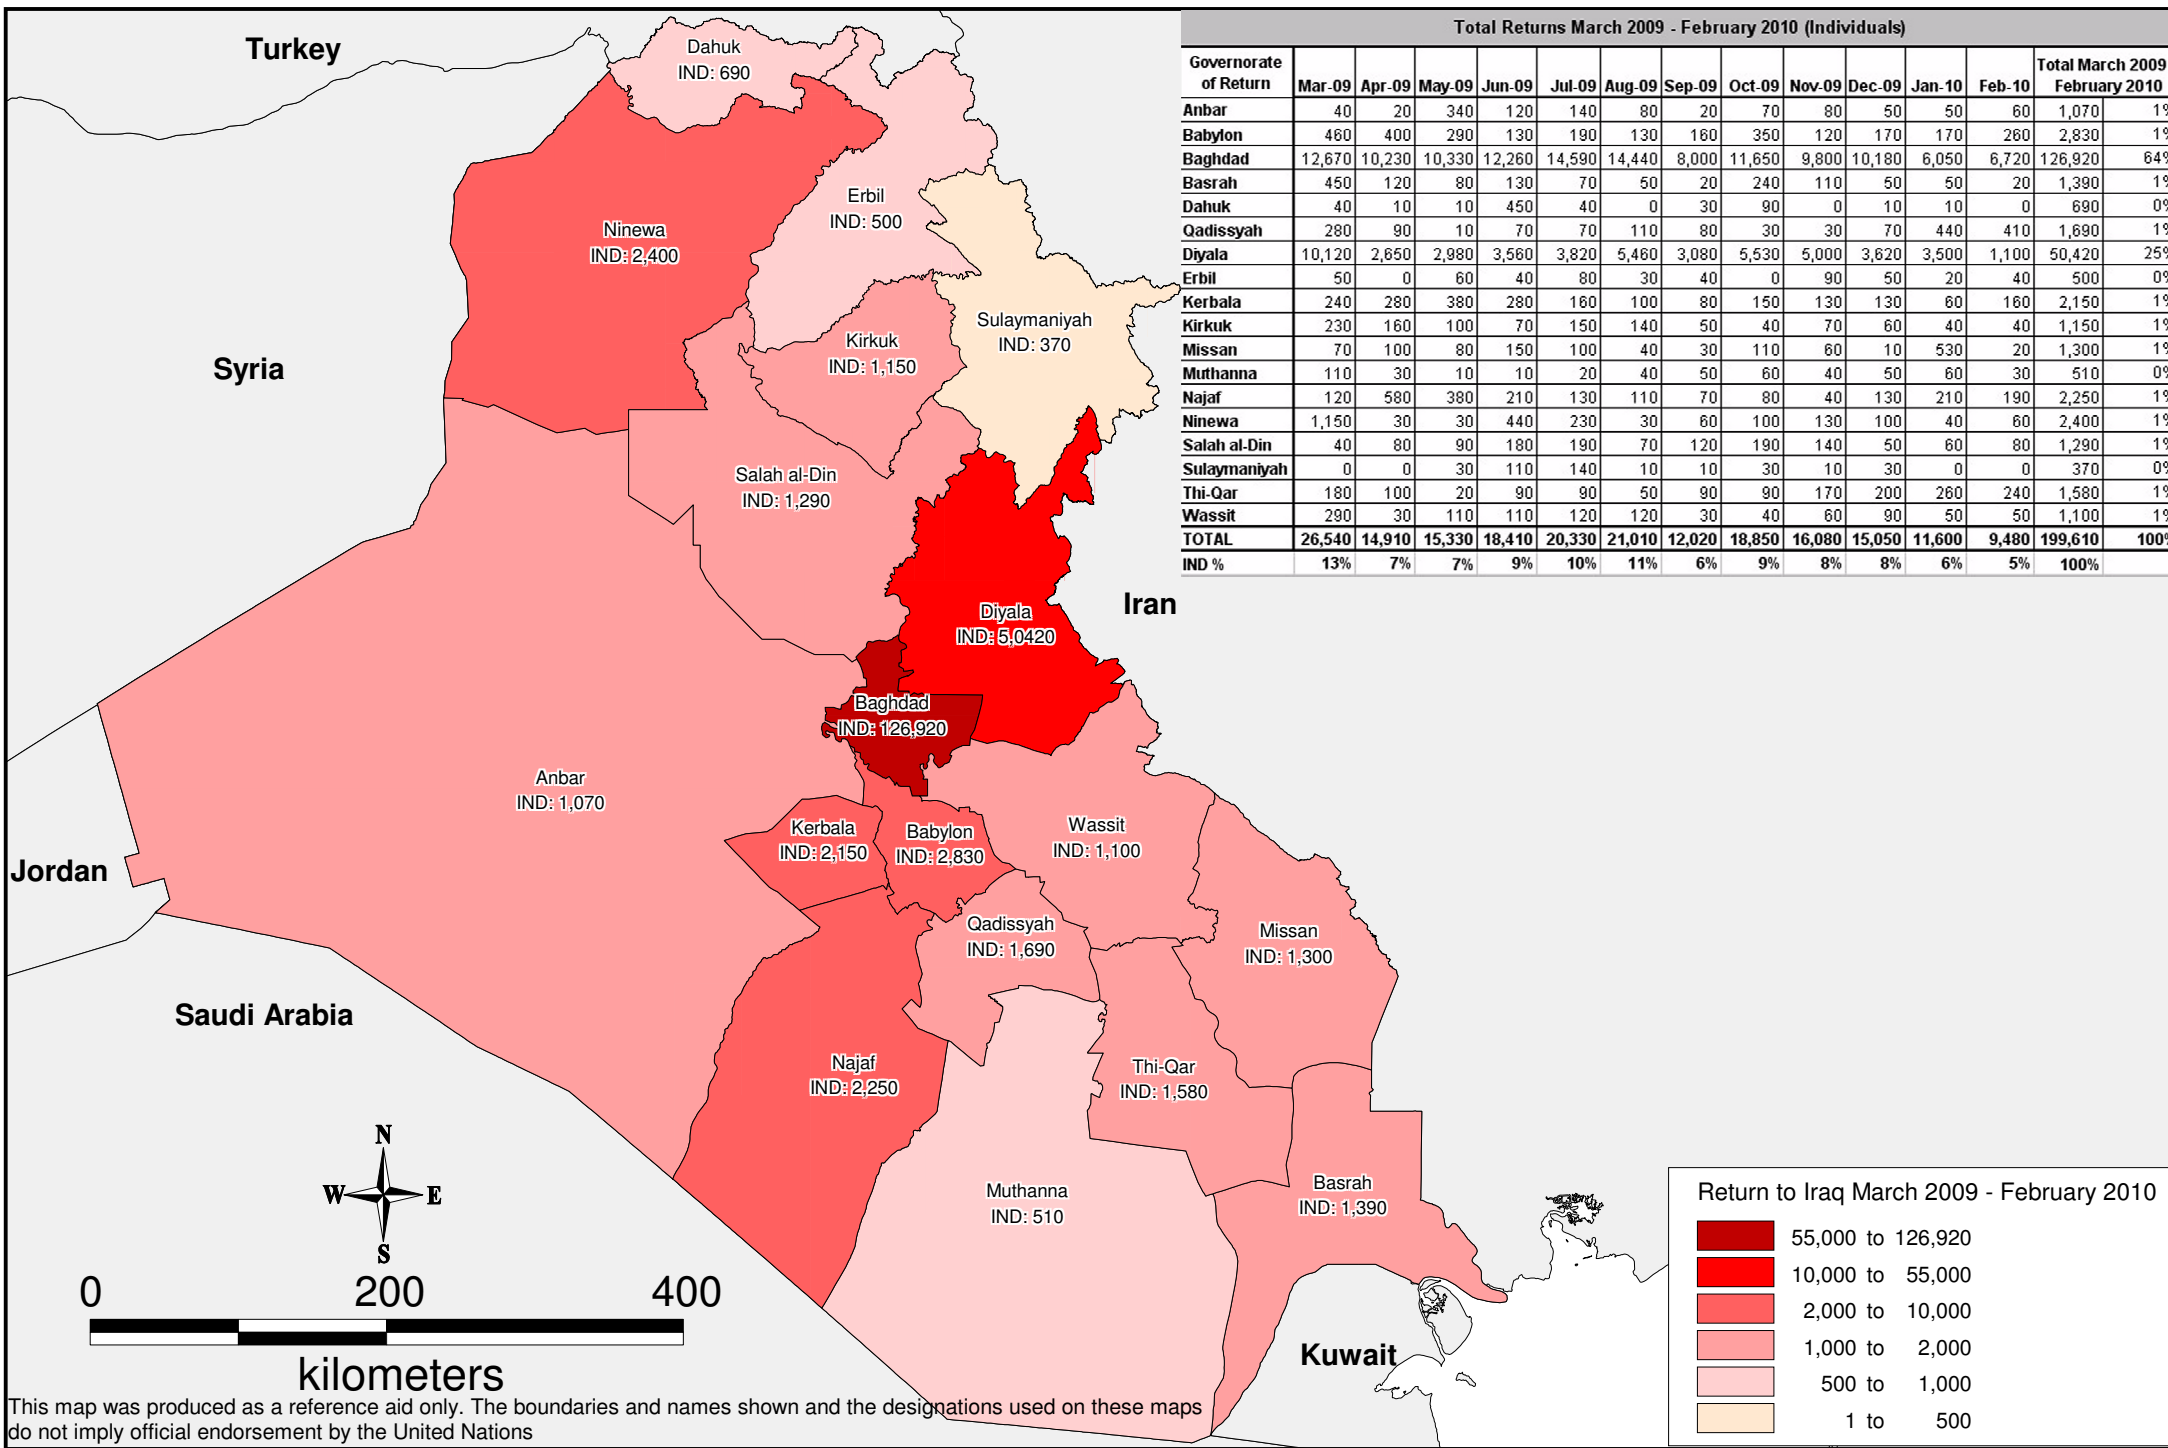 Total Returns March 2009 - February 2010 (Individuals)
Governorate of Return Mar-09 Apr-09 May-09 Jun-09 Jul-09 Aug-09 Sep-09 Oct-09 Nov-09 Dec-09 Jan-10 Feb-10 Total March 2009 February 2010
Anbar 40 20 340 120 140 80 20 70 80 50 50 60 1,070 1%
Babylon 460 400 290 130 190 130 160 350 120 170 170 260 2,830 1%
Baghdad 12,670 10,230 10,330 12,260 14,590 14,440 8,000 11,650 9,800 10,180 6,050 6,720 126,920 64%
Basrah 450 120 80 130 70 50 20 240 110 50 50 20 1,390 1%
Dahuk 40 10 10 450 40 0 30 90 0 10 10 0 690 0%
Qadissyah 280 90 10 70 70 110 80 30 30 70 440 410 1,690 1%
Diyala 10,120 2,650 2,980 3,560 3,820 5,460 3,080 5,530 5,000 3,620 3,500 1,100 50,420 25%
Erbil 50 0 60 40 80 30 40 0 90 50 20 40 500 0%
Kerbala 240 280 380 280 160 100 80 150 130 130 60 160 2,150 1%
Kirkuk 230 160 100 70 150 140 50 40 70 60 40 40 1,150 1%
Missan 70 100 80 150 100 40 30 110 60 10 530 20 1,300 1%
Muthanna 110 30 10 10 20 40 50 60 40 50 60 30 510 0%
Najaf 120 580 380 210 130 110 70 80 40 130 210 190 2,250 1%
Ninewa 1,150 30 30 440 230 30 60 100 130 100 40 60 2,400 1%
Salah al-Din 40 80 90 180 190 70 120 190 140 50 60 80 1,290 1%
Sulaymaniyah 0 0 30 110 140 10 10 30 10 30 0 0 370 0%
Thi-Qar 180 100 20 90 90 50 90 90 170 200 260 240 1,580 1%
Wassit 290 30 110 110 120 120 30 40 60 90 50 50 1,100 1%
TOTAL 26,540 14,910 15,330 18,410 20,330 21,010 12,020 18,850 16,080 15,050 11,600 9,480 199,610 100%
IND % 13% 7% 7% 9% 10% 11% 6% 9% 8% 8% 6% 5% 100%
Turkey
Dahuk
IND: 690
Erbil
IND: 500
Ninewa
IND: 2,400
Sulaymaniyah
IND: 370
Kirkuk
IND: 1,150
Syria
Salah al-Din
IND: 1,290
Iran
Diyala
IND: 5,0420
Baghdad
IND: 126,920
Anbar
IND: 1,070
Kerbala
IND: 2,150
Babylon
IND: 2,830
Wassit
IND: 1,100
Jordan
Qadissyah
IND: 1,690
Missan
IND: 1,300
Saudi Arabia
Najaf
IND: 2,250
Thi-Qar
IND: 1,580
Muthanna
IND: 510
Basrah
IND: 1,390
Kuwait
N
W E
S
0 200 400
kilometers
This map was produced as a reference aid only. The boundaries and names shown and the designations used on these maps
do not imply official endorsement by the United Nations
Return to Iraq March 2009 - February 2010
55,000 to 126,920
10,000 to 55,000
2,000 to 10,000
1,000 to 2,000
500 to 1,000
1 to 500